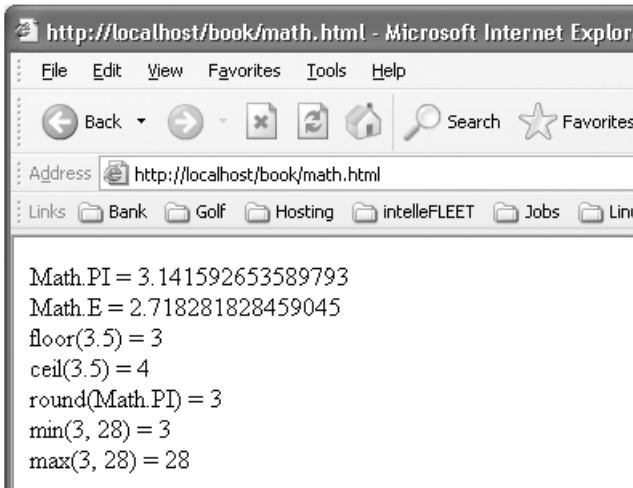 http://localhost/book/math.html - Microsoft Internet Explor
File Edit View Favorites Tools Help
Back Search Favorites
Address http://localhost/book/math.html
Links Bank Golf Hosting intelleFLEET Jobs Linu
Math.PI = 3.141592653589793
Math.E = 2.718281828459045
floor(3.5) = 3
ceil(3.5) = 4
round(Math.PI) = 3
min(3, 28) = 3
max(3, 28) = 28